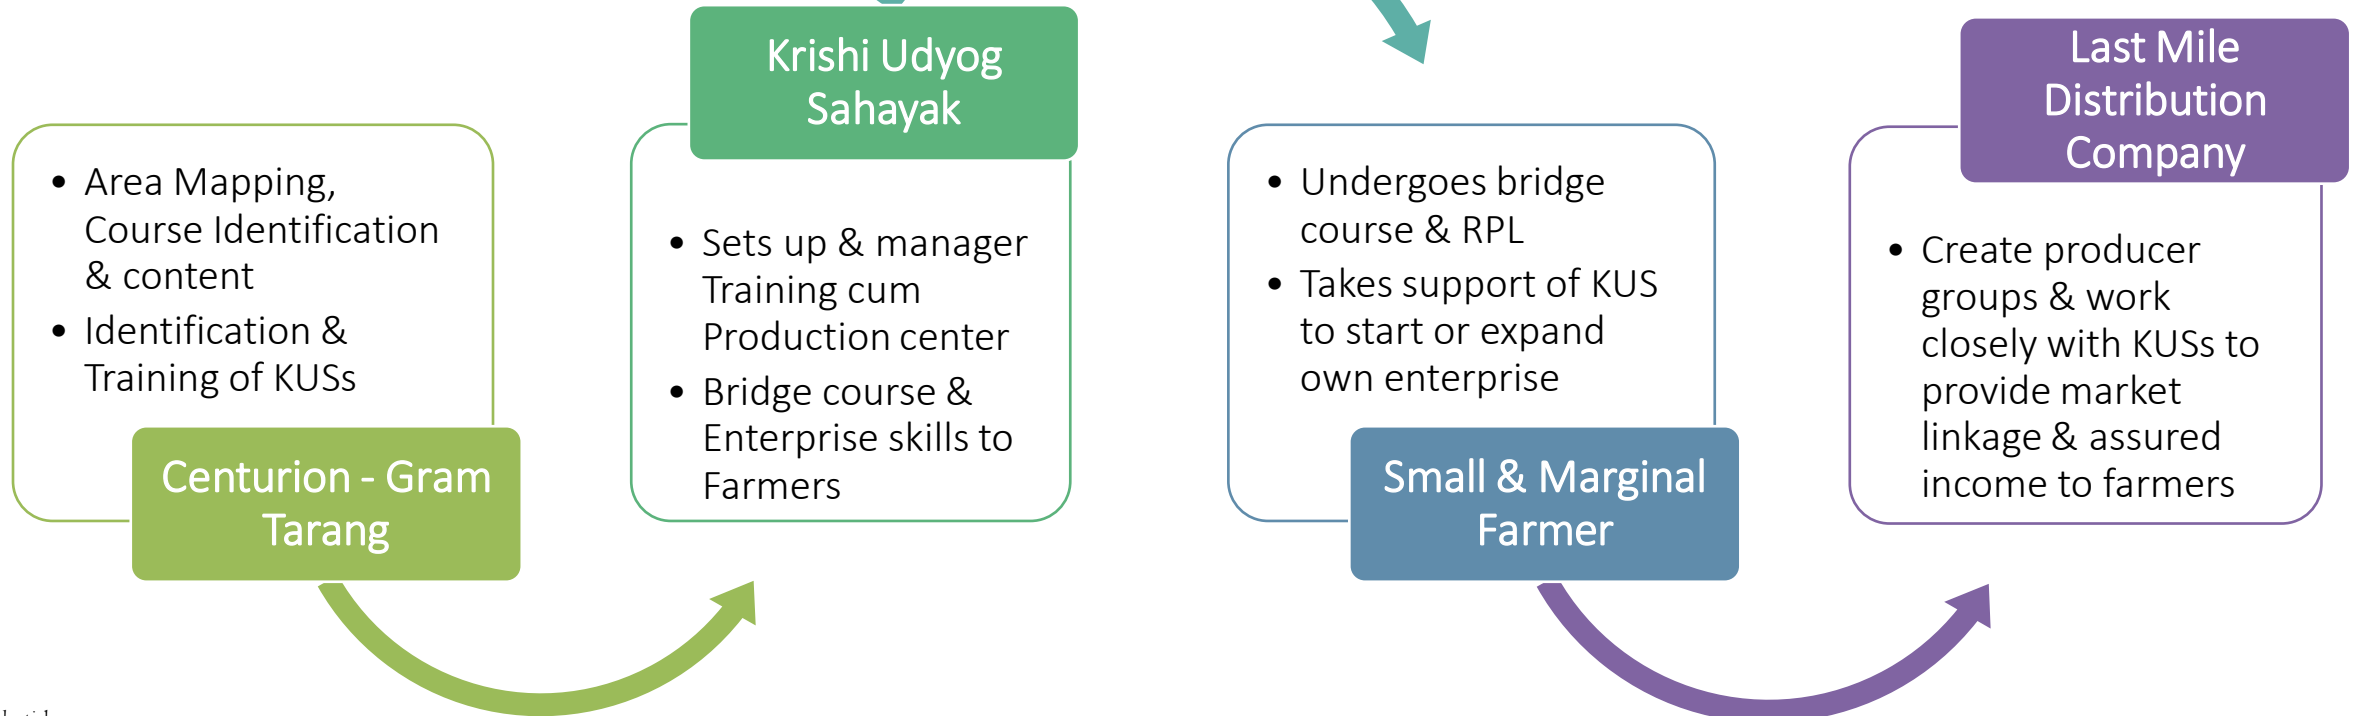 • Area Mapping,
Course Identification
& content
• Identification &
Training of KUSs
Centurion - Gram
Tarang
Krishi Udyog
Sahayak
• Sets up & manager
Training cum
Production center
• Bridge course &
Enterprise skills to
Farmers
• Undergoes bridge
course & RPL
• Takes support of KUS
to start or expand
own enterprise
Small & Marginal
Farmer
Last Mile
Distribution
Company
• Create producer
groups & work
closely with KUSs to
provide market
linkage & assured
income to farmers